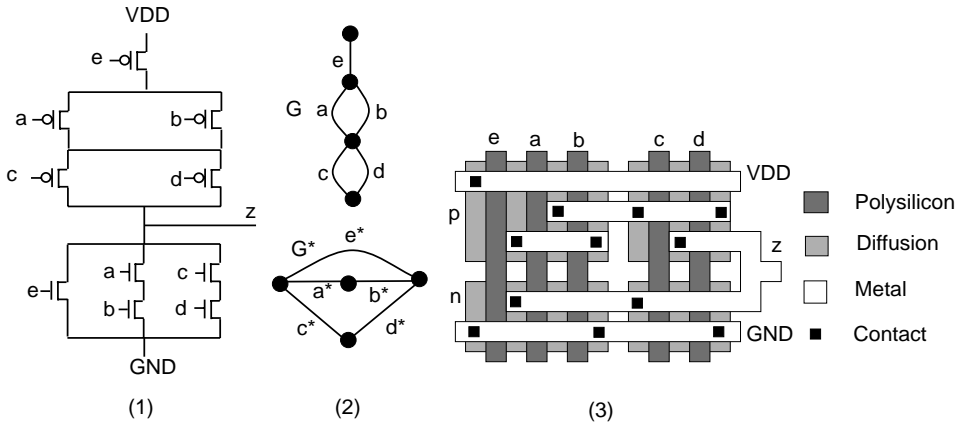 VDD
e
a
b
c
d
z
e
a
c
b
d
GND
(1)
e
G
a
b
c
d
G*
e*
a*
b*
c*
d*
(2)
e
a
b
c
d
VDD
p
z
n
GND
(3)
Polysilicon
Diffusion
Metal
Contact